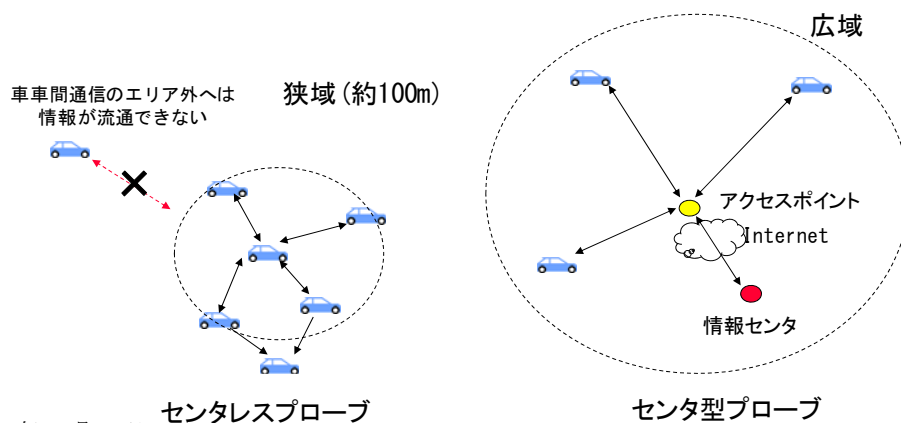 車車間通信のエリア外へは
情報が流通できない
狭域(約100m)
センタレスプローブ
広域
アクセスポイント
Internet
情報センタ
センタ型プローブ